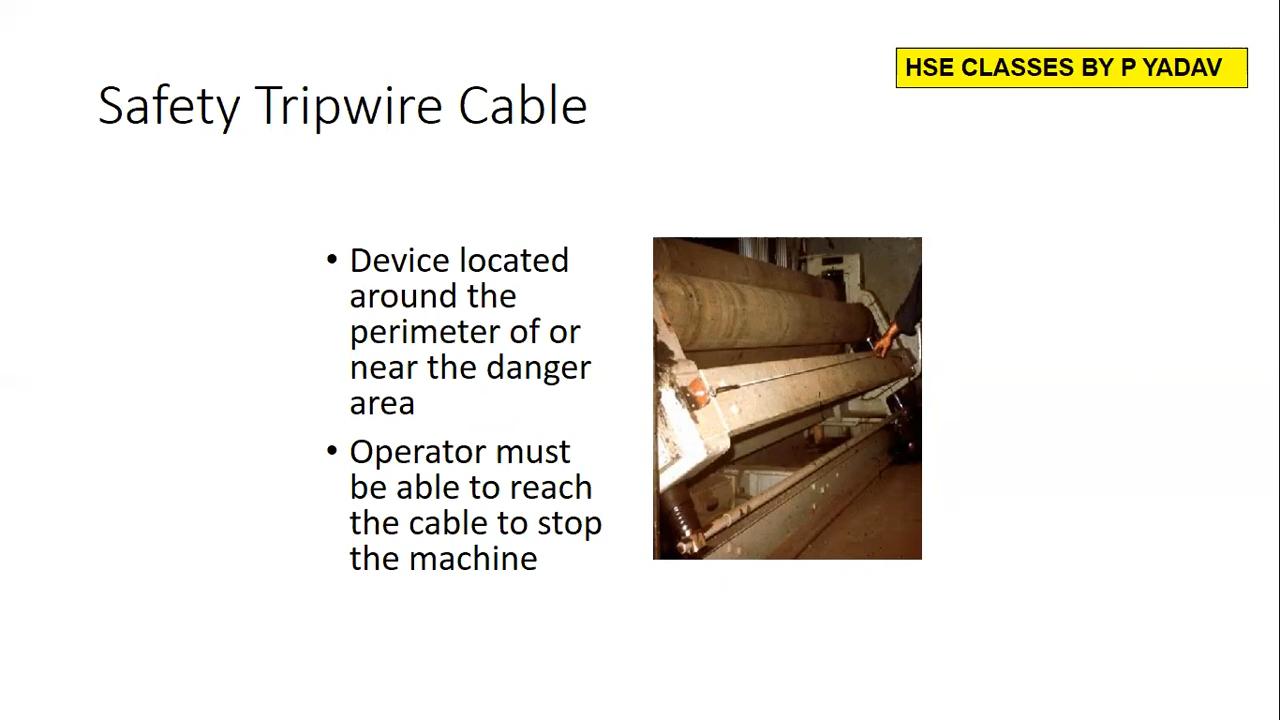 HSE CLASSES BY P YADAV
Safety Tripwire Cable
• Device located
around the
perimeter of or
near the danger
area
• Operator must
be able to reach
the cable to stop
the machine